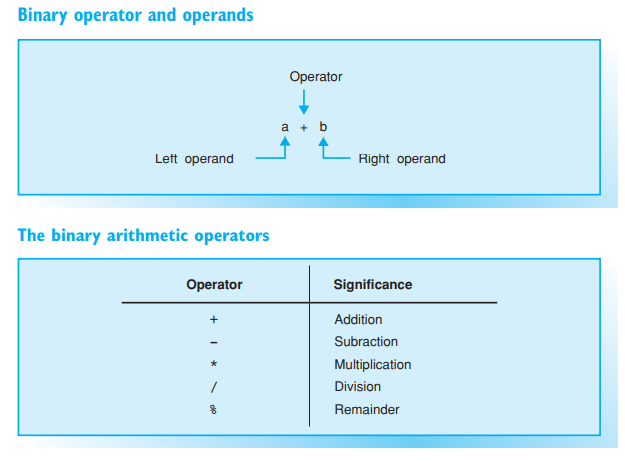 Binary operator and operands
Operator
a + b
Left operand Right operand
The binary arithmetic operators
Operator Significance
+ Addition
– Subraction
* Multiplication
/ Division
% Remainder